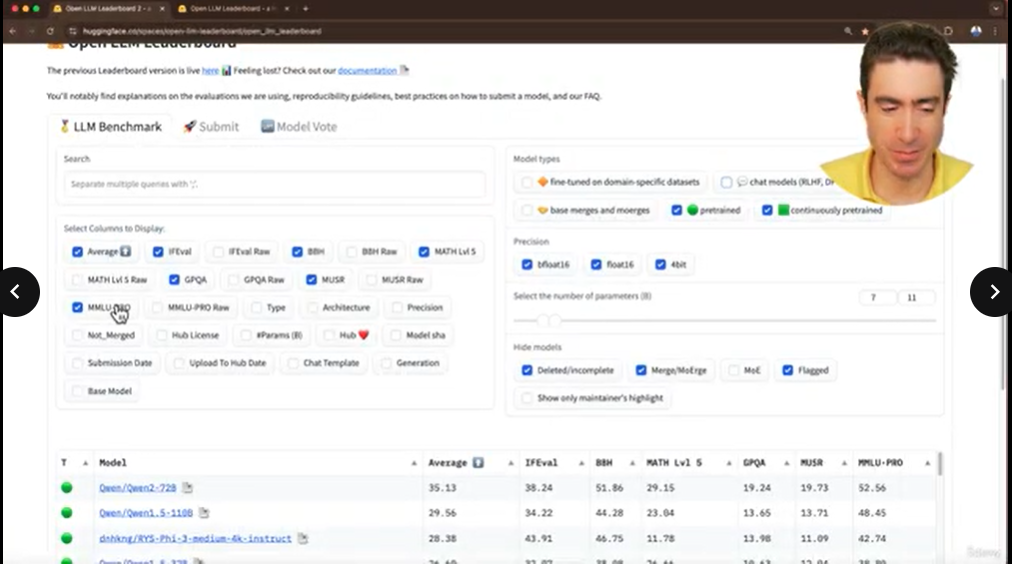 Open LLM Leaderboard 2 - a
Open LLM Leaderboard - a
huggingface.co/spaces/open-llm-leaderboard/open_llm_leaderboard
Open LLM Leaderboard
The previous Leaderboard version is live here Feeling lost? Check out our documentation
You'll notably find explanations on the evaluations we are using, reproducibility guidelines, best practices on how to submit a model, and our FAQ.
LLM Benchmark Submit Model Vote
Search
Separate multiple queries with ';'.
Select Columns to Display:
Average IFEval IFEval Raw BBH BBH Raw MATH Lvl 5
MATH Lvl 5 Raw GPQA GPQA Raw MUSR MUSR Raw
MMLU-PRO MMLU-PRO Raw Type Architecture Precision
Not_Merged Hub License #Params (B) Hub Model sha
Submission Date Upload To Hub Date Chat Template Generation
Base Model
Model types
fine-tuned on domain-specific datasets chat models (RLHF,
base merges and moerges pretrained continuously pretrained
Precision
bfloat16 float16 4bit
Select the number of parameters (B) 7 11
Hide models
Deleted/incomplete Merge/MoErge MoE Flagged
Show only maintainer's highlight
T Model Average IFEval BBH MATH Lvl 5 GPQA MUSR MMLU-PRO
Qwen/Qwen2-72B 35.13 38.24 51.86 29.15 19.24 19.73 52.56
Qwen/Qwen1.5-110B 29.56 34.22 44.28 23.04 13.65 13.71 48.45
dnhkng/RYS-Phi-3-medium-4k-instruct 28.38 43.91 46.75 11.78 13.98 11.09 42.74